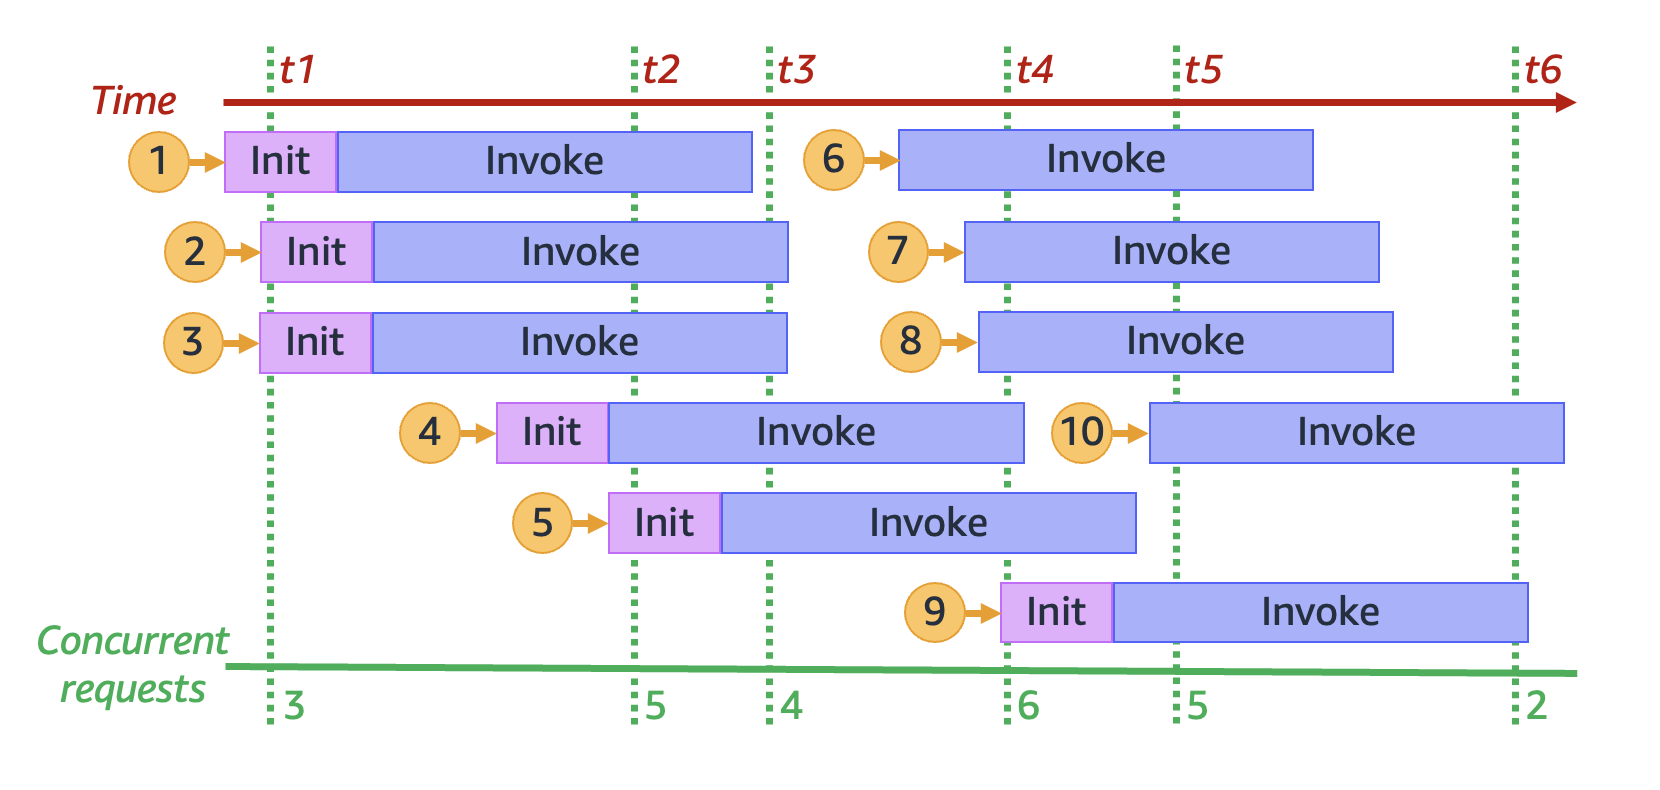 t1 t2 t3 t4 t5 t6
Time
1 Init Invoke 6 Invoke
2 Init Invoke 7 Invoke
3 Init Invoke 8 Invoke
4 Init Invoke 10 Invoke
5 Init Invoke
9 Init Invoke
Concurrent
requests
3 5 4 6 5 2